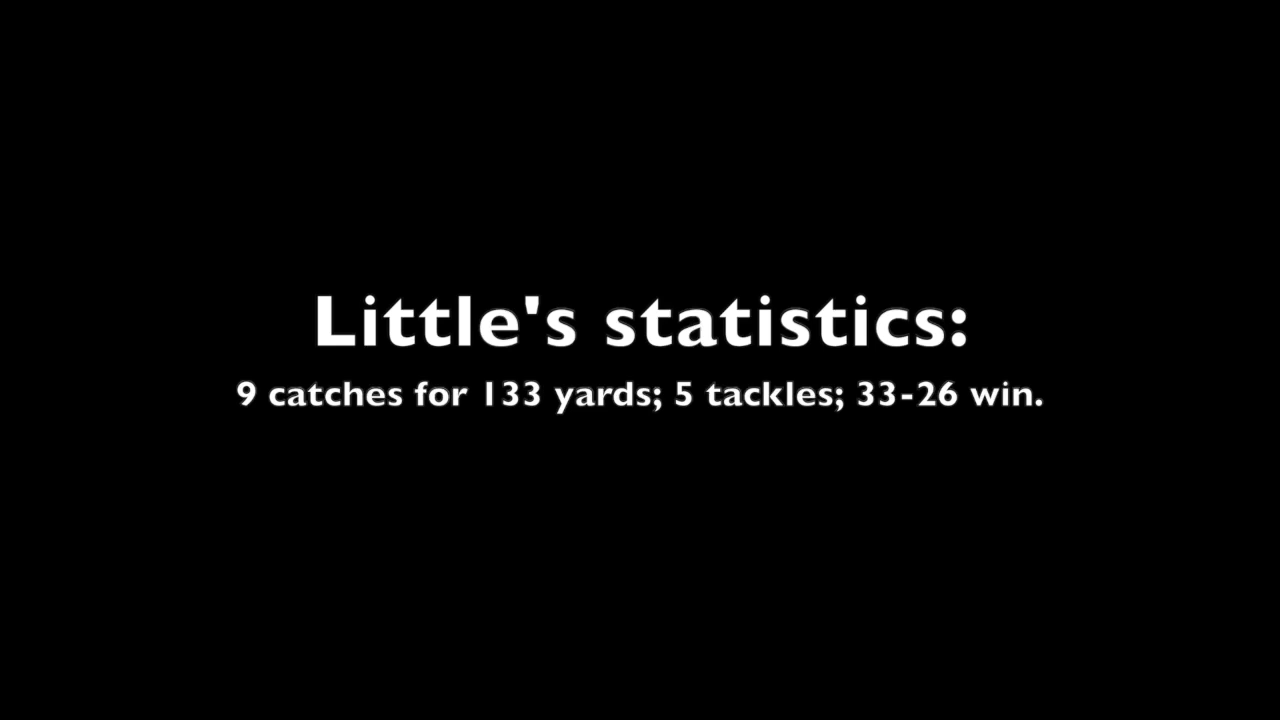 Little's statistics:
9 catches for 133 yards; 5 tackles; 33-26 win.